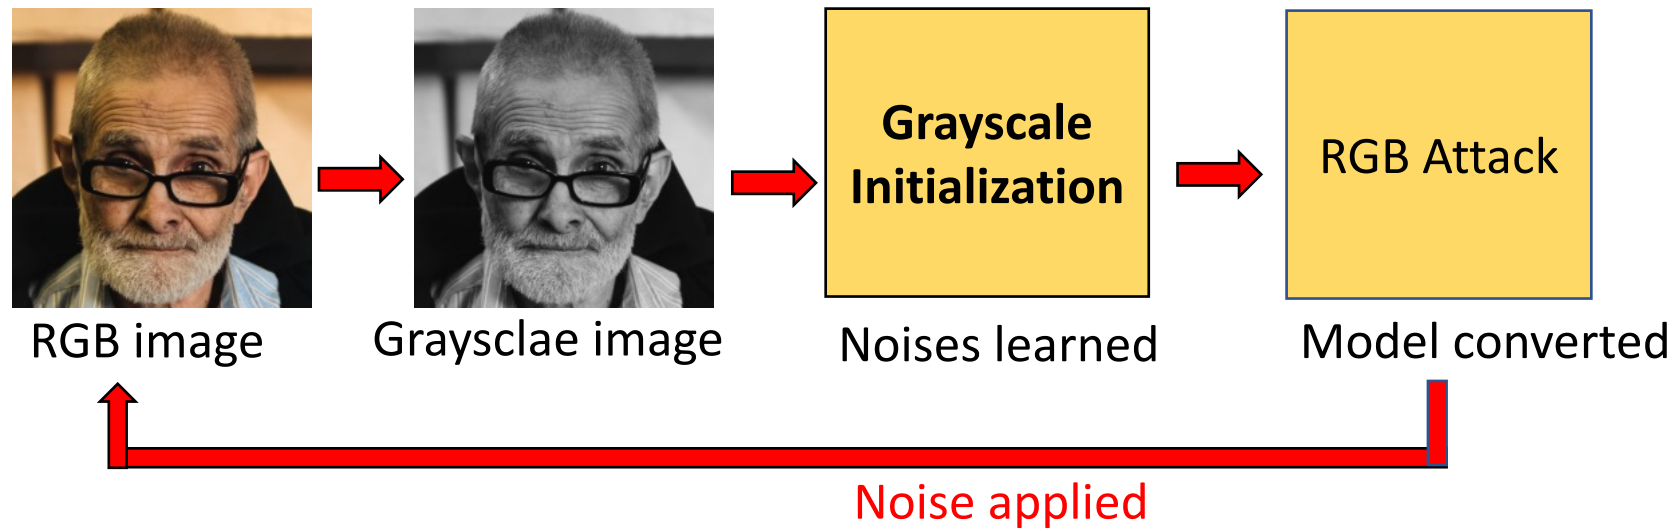 Grayscale
Initialization
RGB Attack
RGB image
Graysclae image
Noises learned
Model converted
Noise applied